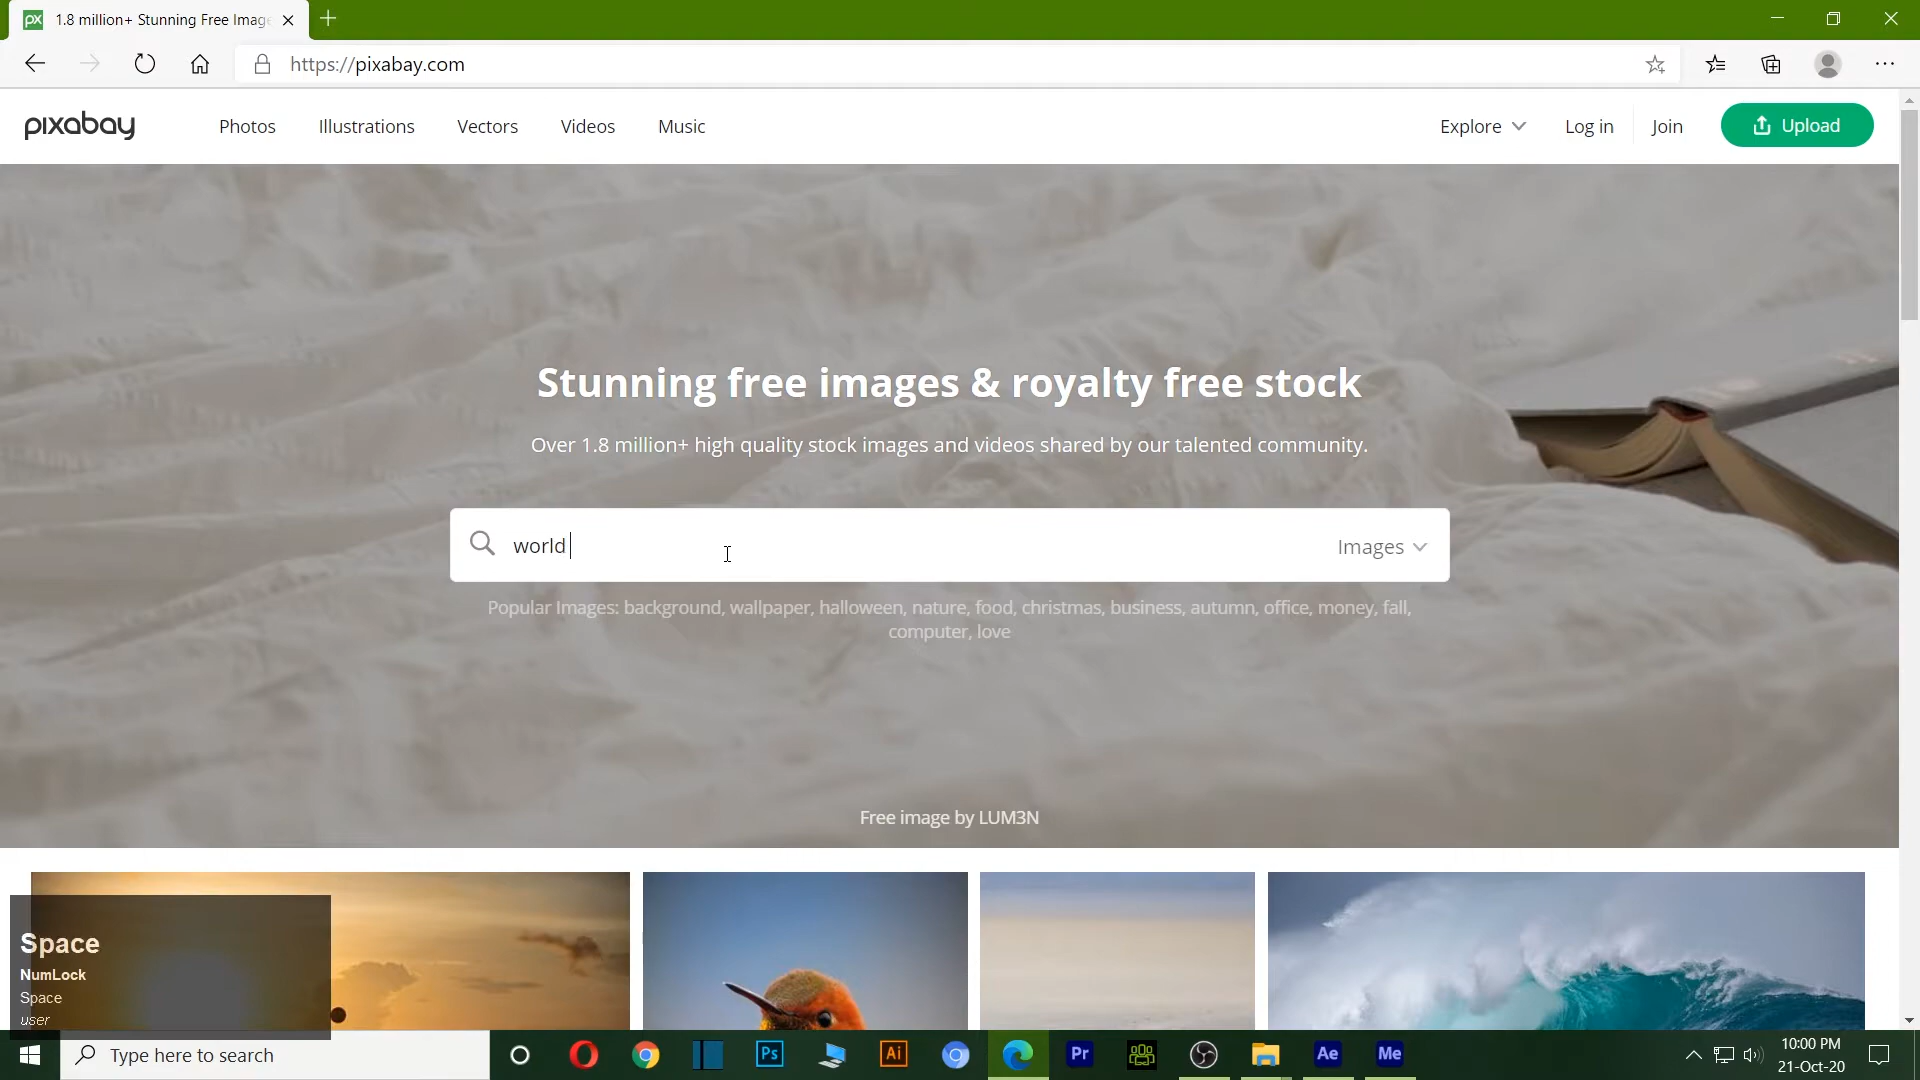 1.8 million+ Stunning Free Image
https://pixabay.com
pixabay
Photos
Illustrations
Vectors
Videos
Music
Explore
Log in
Join
Upload
Stunning free images & royalty free stock
Over 1.8 million+ high quality stock images and videos shared by our talented community.
world
Images
Popular Images: background, wallpaper, halloween, nature, food, christmas, business, autumn, office, money, fall,
computer, love
Free image by LUM3N
Space
NumLock
Space
user
Type here to search
Ps
Ai
Pr
Ae
Me
10:00 PM
21-Oct-20